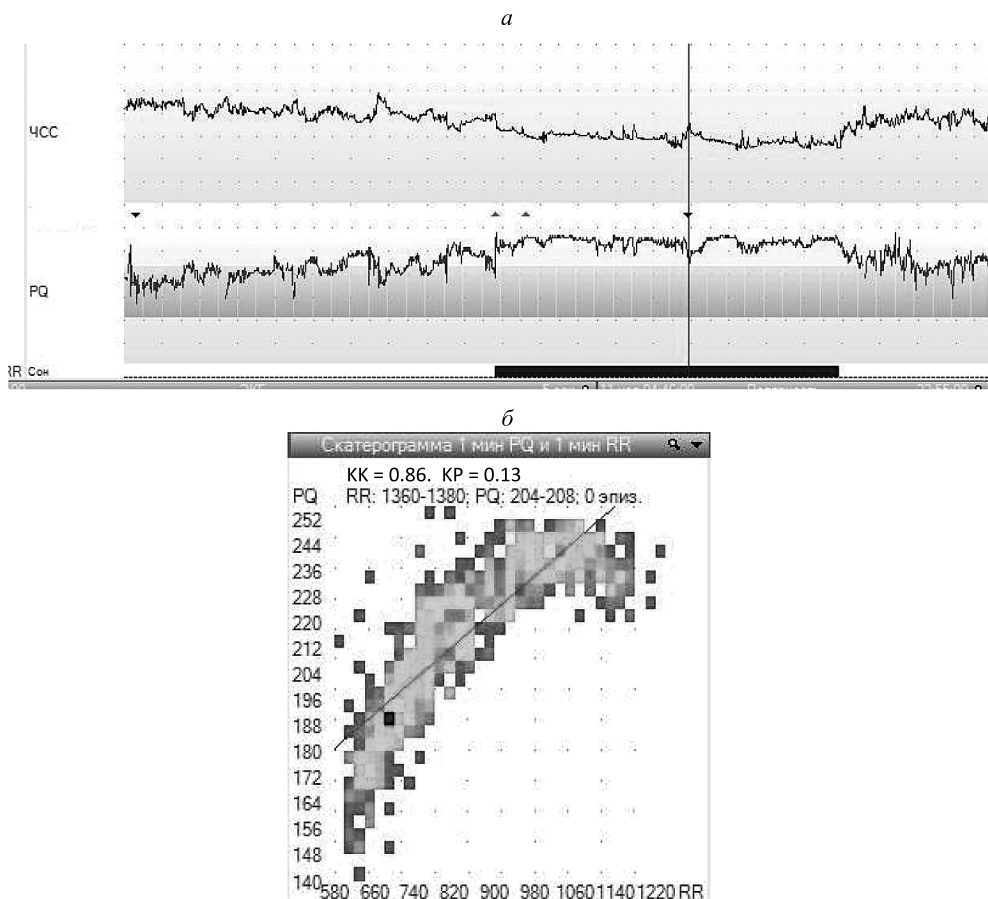 а
ЧСС
PQ
RR Сон
б
Скатерограмма 1 мин PQ и 1 мин RR
KK = 0.86. KP = 0.13
PQ RR: 1360-1380; PQ: 204-208; 0 эпиз.
252
244
236
228
220
212
204
196
188
180
172
164
156
148
140
580 660 740 820 900 980 1060 1140 1220 RR